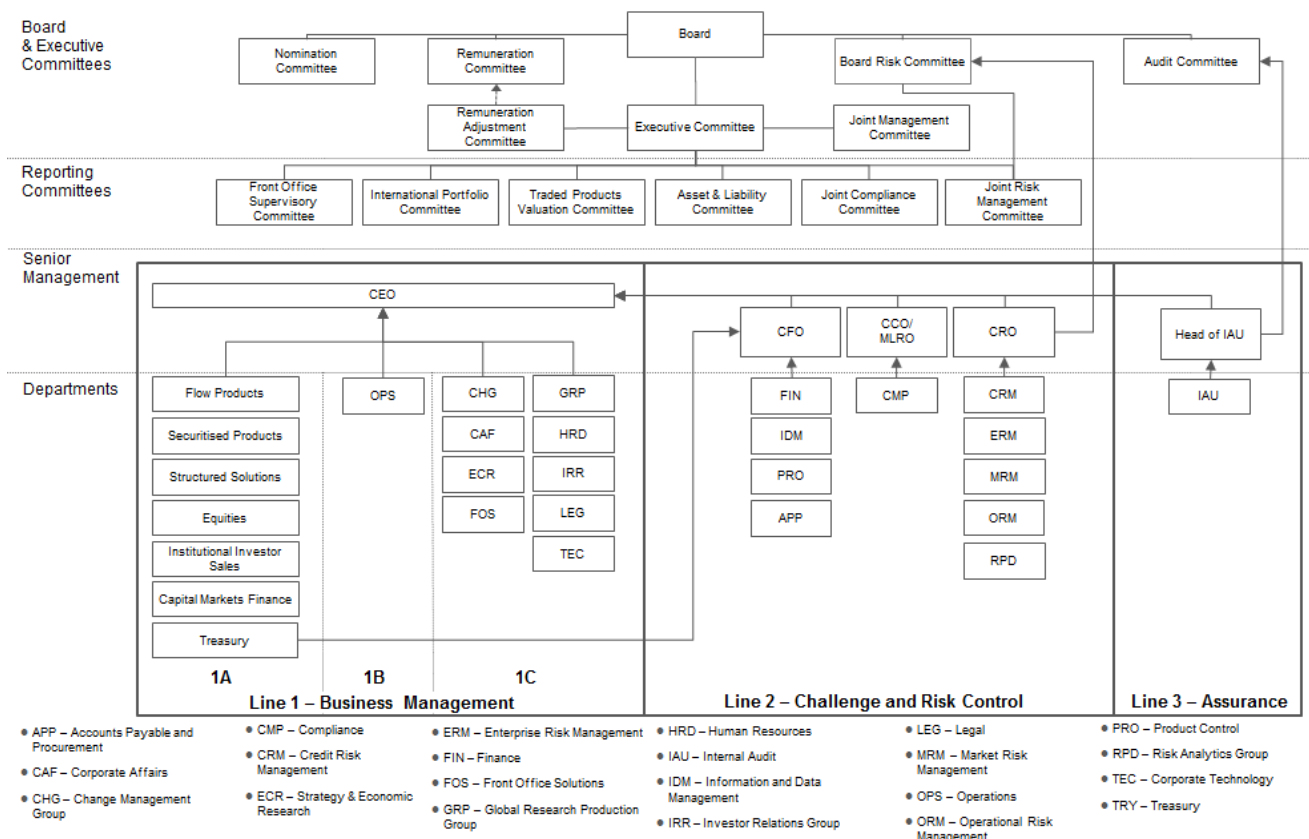 Board
& Executive
Committees
Board
Nomination
Committee
Remuneration
Committee
Board Risk Committee
Audit Committee
Remuneration
Adjustment
Committee
Executive Committee
Joint Management
Committee
Reporting
Committees
Front Office
Supervisory
Committee
International Portfolio
Committee
Traded Products
Valuation Committee
Asset & Liability
Committee
Joint Compliance
Committee
Joint Risk
Management
Committee
Senior
Management
CEO
CFO
CCO/
MLRO
CRO
Head of IAU
Departments
Flow Products
Securitised Products
Structured Solutions
Equities
Institutional Investor
Sales
Capital Markets Finance
Treasury
OPS
CHG
CAF
ECR
FOS
GRP
HRD
IRR
LEG
TEC
FIN
IDM
PRO
APP
CMP
CRM
ERM
MRM
ORM
RPD
IAU
1A
1B
1C
Line 1 – Business Management
Line 2 – Challenge and Risk Control
Line 3 – Assurance
APP – Accounts Payable and
Procurement
CAF – Corporate Affairs
CHG – Change Management
Group
CMP – Compliance
CRM – Credit Risk
Management
ECR – Strategy & Economic
Research
ERM – Enterprise Risk Management
FIN – Finance
FOS – Front Office Solutions
GRP – Global Research Production
Group
HRD – Human Resources
IAU – Internal Audit
IDM – Information and Data
Management
IRR – Investor Relations Group
LEG – Legal
MRM – Market Risk
Management
OPS – Operations
ORM – Operational Risk
Management
PRO – Product Control
RPD – Risk Analytics Group
TEC – Corporate Technology
TRY – Treasury